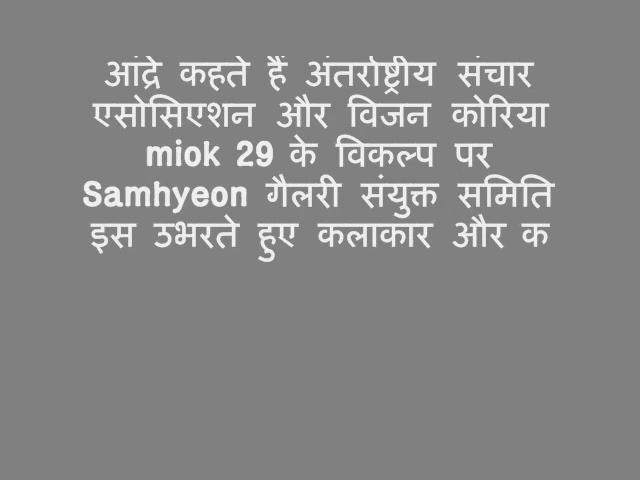 आंद्रे कहते हैं अंतर्राष्ट्रीय संचार
एसोसिएशन और विजन कोरिया
miok 29 के विकल्प पर
Samhyeon गैलरी संयुक्त समिति
इस उभरते हुए कलाकार और क